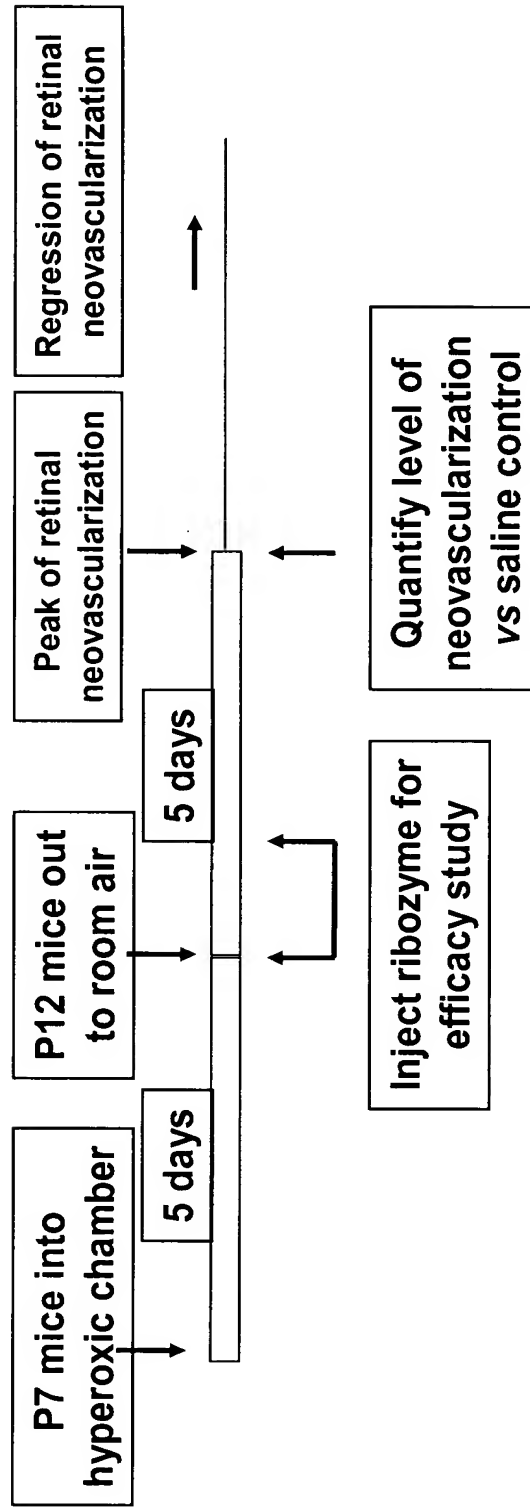 P7 mice into
hyperoxic chamber
P12 mice out
to room air
Peak of retinal
neovascularization
Regression of retinal
neovascularization
5 days
5 days
Inject ribozyme for
efficacy study
Quantify level of
neovascularization
vs saline control